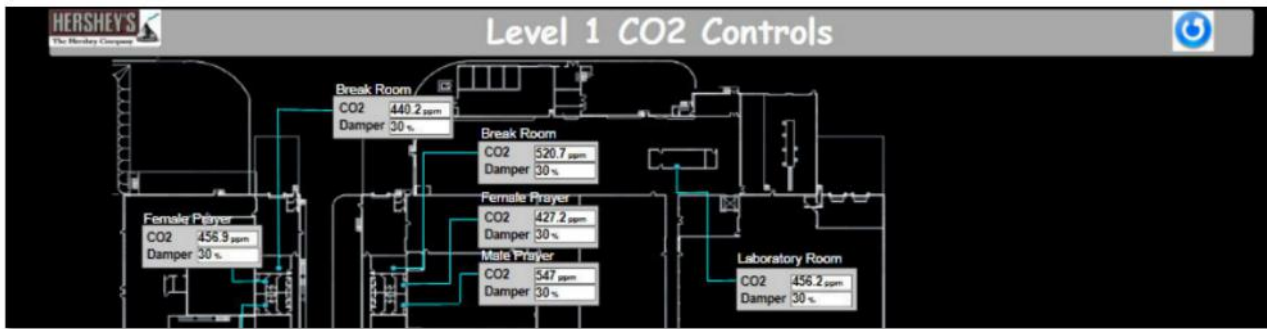 HERSHEY'S
The Hershey Company
Level 1 CO2 Controls
Break Room
CO2 440.2 ppm
Damper 30 %
Break Room
CO2 520.7 ppm
Damper 30 %
Female Prayer
CO2 427.2 ppm
Damper 30 %
Female Prayer
CO2 456.9 ppm
Damper 30 %
Male Prayer
CO2 547 ppm
Damper 30 %
Laboratory Room
CO2 456.2 ppm
Damper 30 %